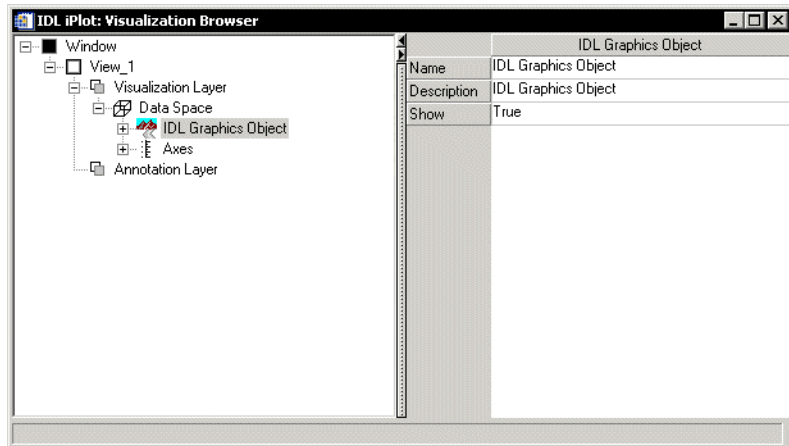 IDL iPlot: Visualization Browser
Window
View_1
Visualization Layer
Data Space
IDL Graphics Object
Axes
Annotation Layer
IDL Graphics Object
Name IDL Graphics Object
Description IDL Graphics Object
Show True